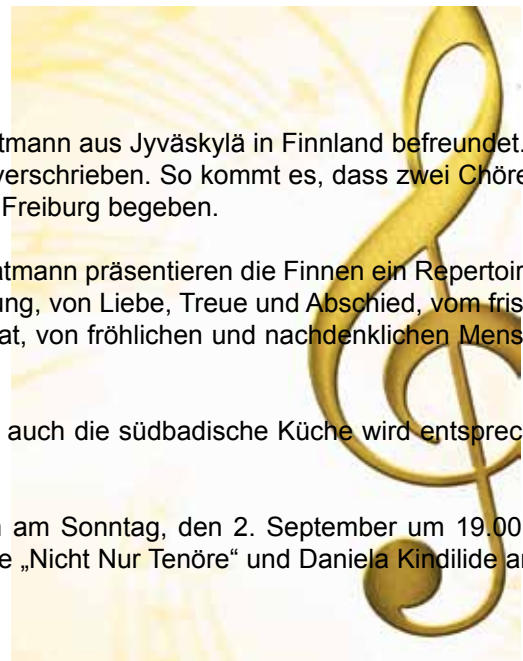 tmann aus Jyväskylä in Finnland befreundet.
verschrieben. So kommt es, dass zwei Chöre
Freiburg begeben.
atmann präsentieren die Finnen ein Repertoir
ung, von Liebe, Treue und Abschied, vom fris
at, von fröhlichen und nachdenklichen Mens
auch die südbadische Küche wird entsprec
am Sonntag, den 2. September um 19.00
e „Nicht Nur Tenöre“ und Daniela Kindilide a